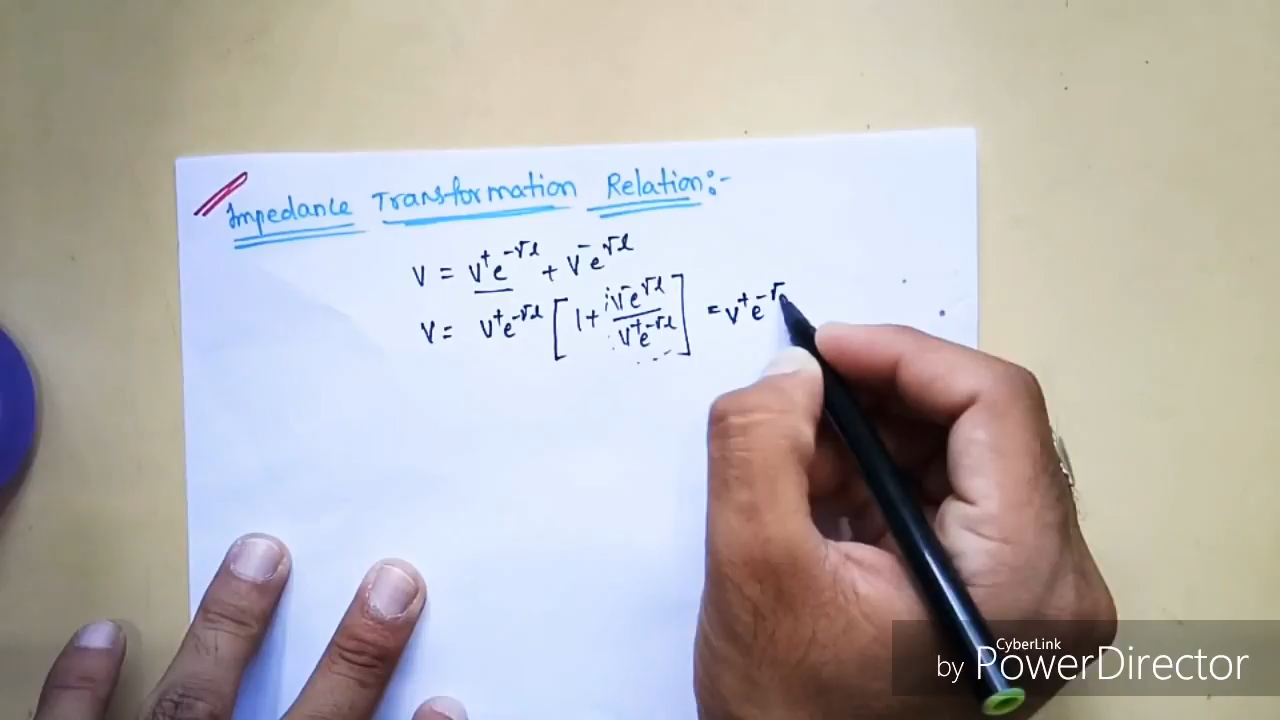 Impedance Transformation Relation:-
V = V⁺e^-γl + V⁻e^γl
V = V⁺e^-γl [1 + V⁻e^γl / V⁺e^-γl] = V⁺e^-γ
CyberLink
by PowerDirector